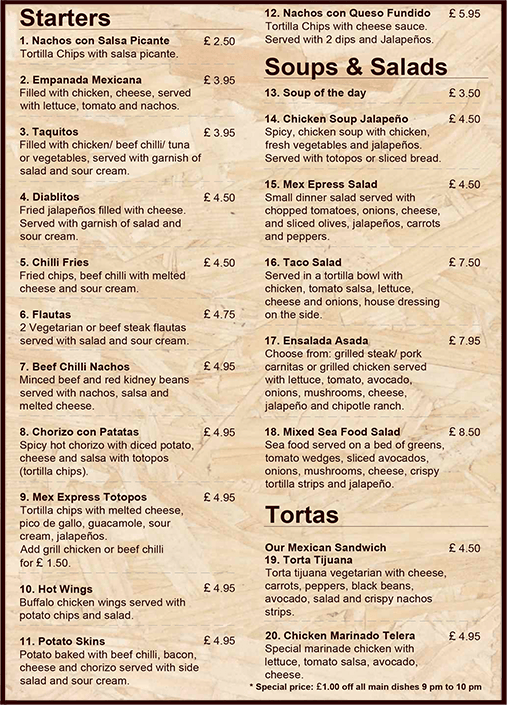 Starters
1. Nachos con Salsa Picante £ 2.50
Tortilla Chips with salsa picante.
2. Empanada Mexicana £ 3.95
Filled with chicken, cheese, served
with lettuce, tomato and nachos.
3. Taquitos £ 3.95
Filled with chicken/ beef chilli/ tuna
or vegetables, served with garnish of
salad and sour cream.
4. Diablitos £ 4.50
Fried jalapeños filled with cheese.
Served with garnish of salad and
sour cream.
5. Chilli Fries £ 4.50
Fried chips, beef chilli with melted
cheese and sour cream.
6. Flautas £ 4.75
2 Vegetarian or beef steak flautas
served with salad and sour cream.
7. Beef Chilli Nachos £ 4.95
Minced beef and red kidney beans
served with nachos, salsa and
melted cheese.
8. Chorizo con Patatas £ 4.95
Spicy hot chorizo with diced potato,
cheese and salsa with totopos
(tortilla chips).
9. Mex Express Totopos £ 4.95
Tortilla chips with melted cheese,
pico de gallo, guacamole, sour
cream, jalapeños.
Add grill chicken or beef chilli
for £ 1.50.
10. Hot Wings £ 4.95
Buffalo chicken wings served with
potato chips and salad.
11. Potato Skins £ 4.95
Potato baked with beef chilli, bacon,
cheese and chorizo served with side
salad and sour cream.
12. Nachos con Queso Fundido £ 5.95
Tortilla Chips with cheese sauce.
Served with 2 dips and Jalapeños.
Soups & Salads
13. Soup of the day £ 3.50
14. Chicken Soup Jalapeño £ 4.50
Spicy, chicken soup with chicken,
fresh vegetables and jalapeños.
Served with totopos or sliced bread.
15. Mex Epress Salad £ 4.50
Small dinner salad served with
chopped tomatoes, onions, cheese,
and sliced olives, jalapeños, carrots
and peppers.
16. Taco Salad £ 7.50
Served in a tortilla bowl with
chicken, tomato salsa, lettuce,
cheese and onions, house dressing
on the side.
17. Ensalada Asada £ 7.95
Choose from: grilled steak/ pork
carnitas or grilled chicken served
with lettuce, tomato, avocado,
onions, mushrooms, cheese,
jalapeño and chipotle ranch.
18. Mixed Sea Food Salad £ 8.50
Sea food served on a bed of greens,
tomato wedges, sliced avocados,
onions, mushrooms, cheese, crispy
tortilla strips and jalapeño.
Tortas
Our Mexican Sandwich £ 4.50
19. Torta Tijuana
Torta tijuana vegetarian with cheese,
carrots, peppers, black beans,
avocado, salad and crispy nachos
strips.
20. Chicken Marinado Telera £ 4.95
Special marinade chicken with
lettuce, tomato salsa, avocado,
cheese.
* Special price: £1.00 off all main dishes 9 pm to 10 pm